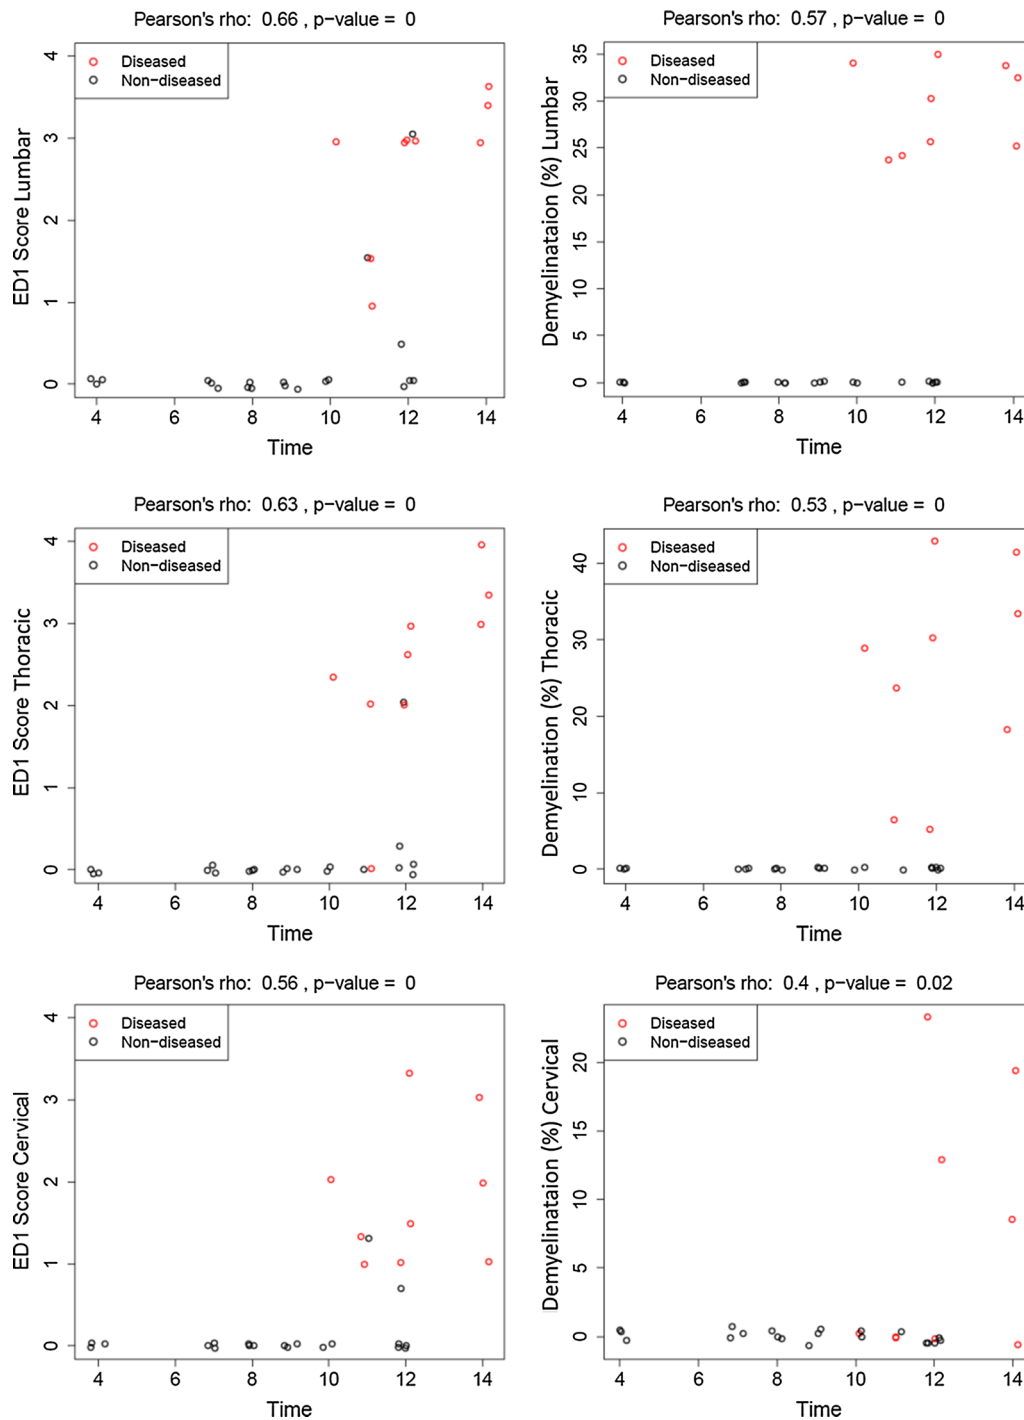 Pearson's rho: 0.66 , p−value = 0
Diseased
Non−diseased
ED1 Score Lumbar
4
3
2
1
0
4 6 8 10 12 14
Time
Pearson's rho: 0.57 , p−value = 0
Diseased
Non−diseased
Demyelinataion (%) Lumbar
35
30
25
20
15
10
5
0
4 6 8 10 12 14
Time
Pearson's rho: 0.63 , p−value = 0
Diseased
Non−diseased
ED1 Score Thoracic
4
3
2
1
0
4 6 8 10 12 14
Time
Pearson's rho: 0.53 , p−value = 0
Diseased
Non−diseased
Demyelination (%) Thoracic
40
30
20
10
0
4 6 8 10 12 14
Time
Pearson's rho: 0.56 , p−value = 0
Diseased
Non−diseased
ED1 Score Cervical
4
3
2
1
0
4 6 8 10 12 14
Time
Pearson's rho: 0.4 , p−value = 0.02
Diseased
Non−diseased
Demyelinataion (%) Cervical
20
15
10
5
0
4 6 8 10 12 14
Time